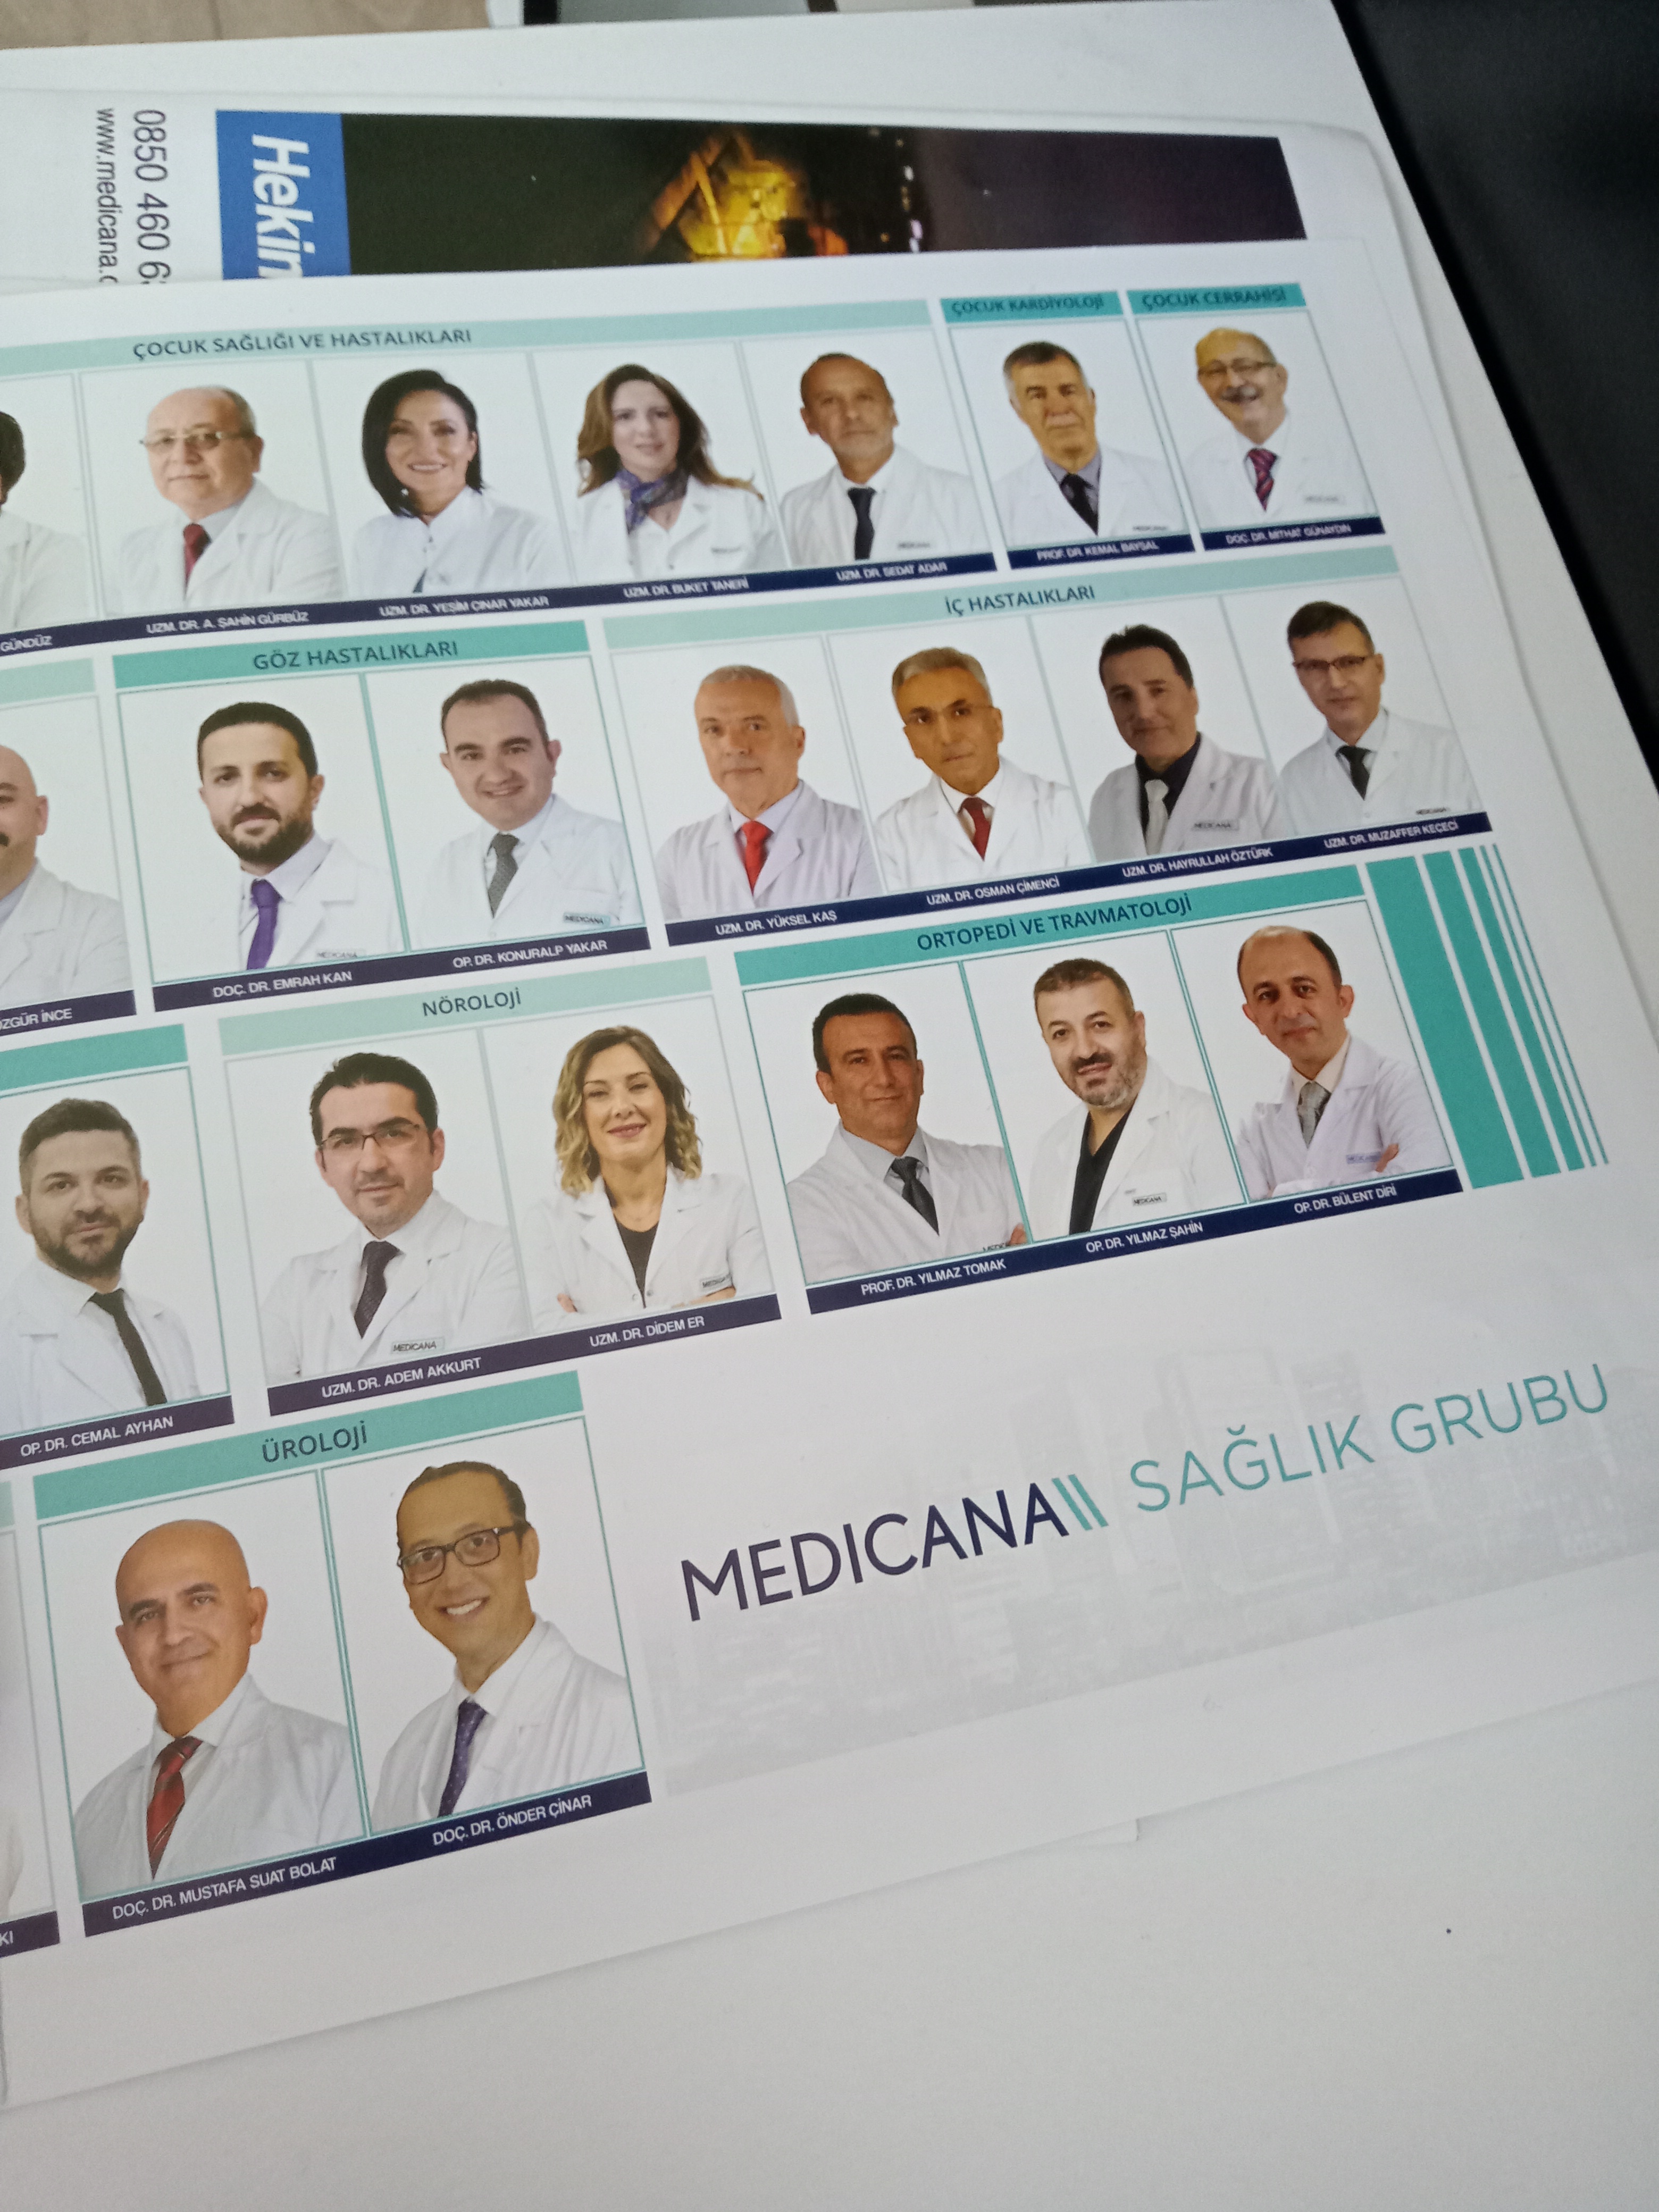 0850 460 6
www.medicana.c
Hekim
ÇOCUK SAĞLIĞI VE HASTALIKLARI
ÇOCUK KARDİYOLOJİ
ÇOCUK CERRAHİSİ
GÜNDÜZ
UZM. DR. A. ŞAHİN GÜRBÜZ
UZM. DR. YEŞİM ÇINAR YAKAR
UZM. DR. BUKET TANERİ
UZM. DR. SEDAT ADAR
PROF. DR. KEMAL BAYSAL
DOÇ. DR. MİTHAT GÜNAYDIN
GÖZ HASTALIKLARI
İÇ HASTALIKLARI
ZGÜR İNCE
DOÇ. DR. EMRAH KAN
OP. DR. KONURALP YAKAR
UZM. DR. YÜKSEL KAŞ
UZM. DR. OSMAN ÇİMENCİ
UZM. DR. HAYRULLAH ÖZTÜRK
UZM. DR. MUZAFFER KEÇECİ
NÖROLOJİ
ORTOPEDİ VE TRAVMATOLOJİ
OP. DR. CEMAL AYHAN
UZM. DR. ADEM AKKURT
UZM. DR. DİDEM ER
PROF. DR. YILMAZ TOMAK
OP. DR. YILMAZ ŞAHİN
OP. DR. BÜLENT DİRİ
ÜROLOJİ
KI
DOÇ. DR. MUSTAFA SUAT BOLAT
DOÇ. DR. ÖNDER ÇİNAR
MEDICANA SAĞLIK GRUBU